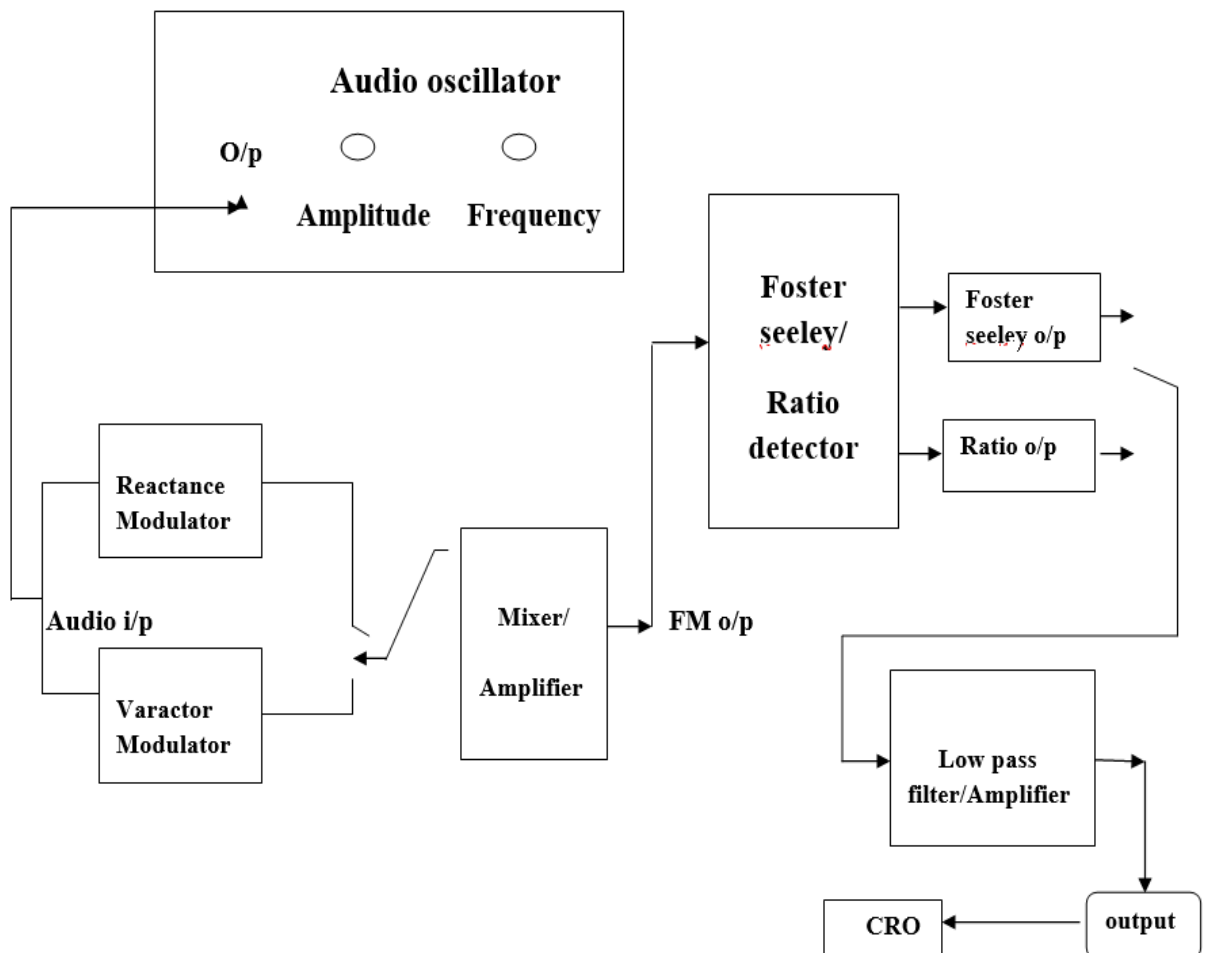 Audio oscillator
O/p
Amplitude
Frequency
Foster
seeley/
Ratio
detector
Foster
seeley o/p
Ratio o/p
Reactance
Modulator
Audio i/p
Varactor
Modulator
Mixer/
Amplifier
FM o/p
Low pass
filter/Amplifier
output
CRO